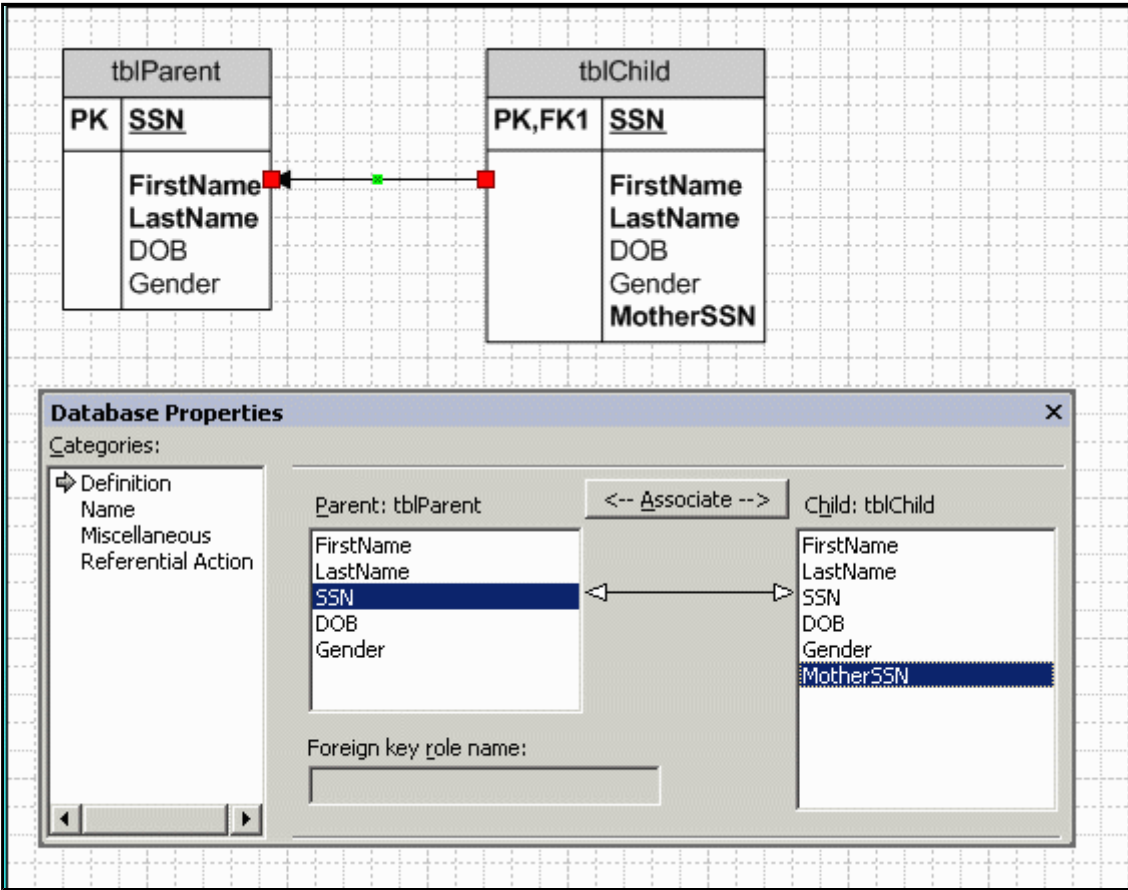 tblParent
PK SSN
FirstName
LastName
DOB
Gender
tblChild
PK,FK1 SSN
FirstName
LastName
DOB
Gender
MotherSSN
Database Properties
Categories:
Definition
Name
Miscellaneous
Referential Action
Parent: tblParent
<-- Associate -->
Child: tblChild
FirstName
LastName
SSN
DOB
Gender
FirstName
LastName
SSN
DOB
Gender
MotherSSN
Foreign key role name: